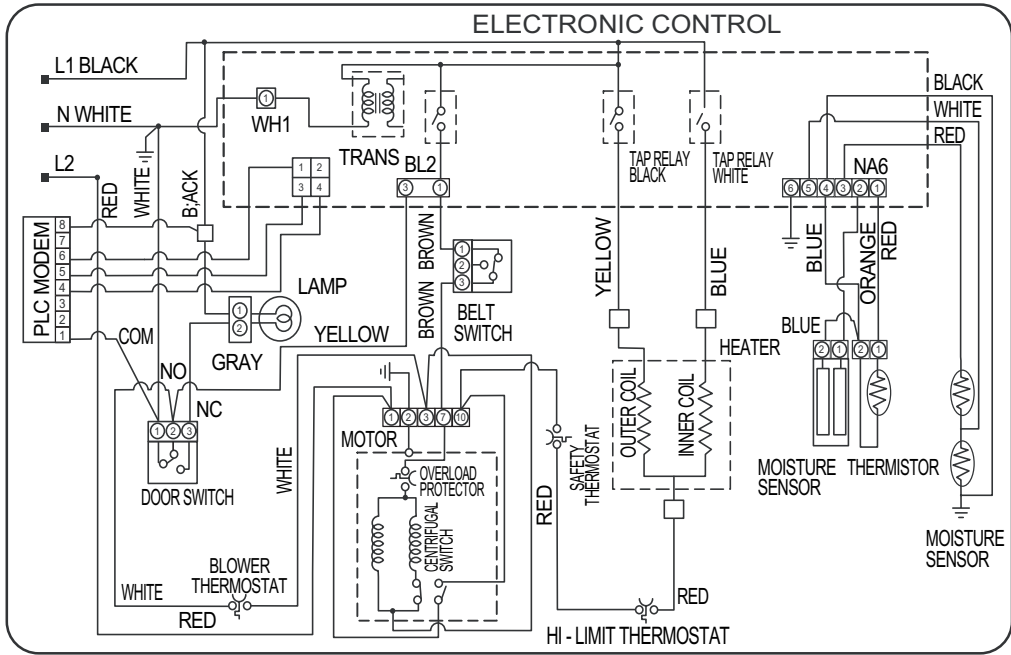 ELECTRONIC CONTROL
L1 BLACK
N WHITE
L2
WH1
1
TRANS
BL2
3 1
1 2
3 4
TAP RELAY
BLACK
TAP RELAY
WHITE
BLACK
WHITE
RED
NA6
6 5 4 3 2 1
RED
WHITE
B;ACK
PLC MODEM
8
7
6
5
4
3
2
1
COM
NO
NC
1 2 3
DOOR SWITCH
LAMP
1
2
GRAY
YELLOW
BROWN
BROWN
1
2
3
BELT
SWITCH
YELLOW
BLUE
BLUE
ORANGE
RED
BLUE
2 1 2 1
HEATER
OUTER COIL
INNER COIL
MOTOR
1 2 3 7 10
OVERLOAD
PROTECTOR
CENTRIFUGAL
SWITCH
WHITE
RED
SAFETY
THERMOSTAT
MOISTURE
SENSOR
THERMISTOR
MOISTURE
SENSOR
BLOWER
THERMOSTAT
WHITE
RED
RED
HI - LIMIT THERMOSTAT